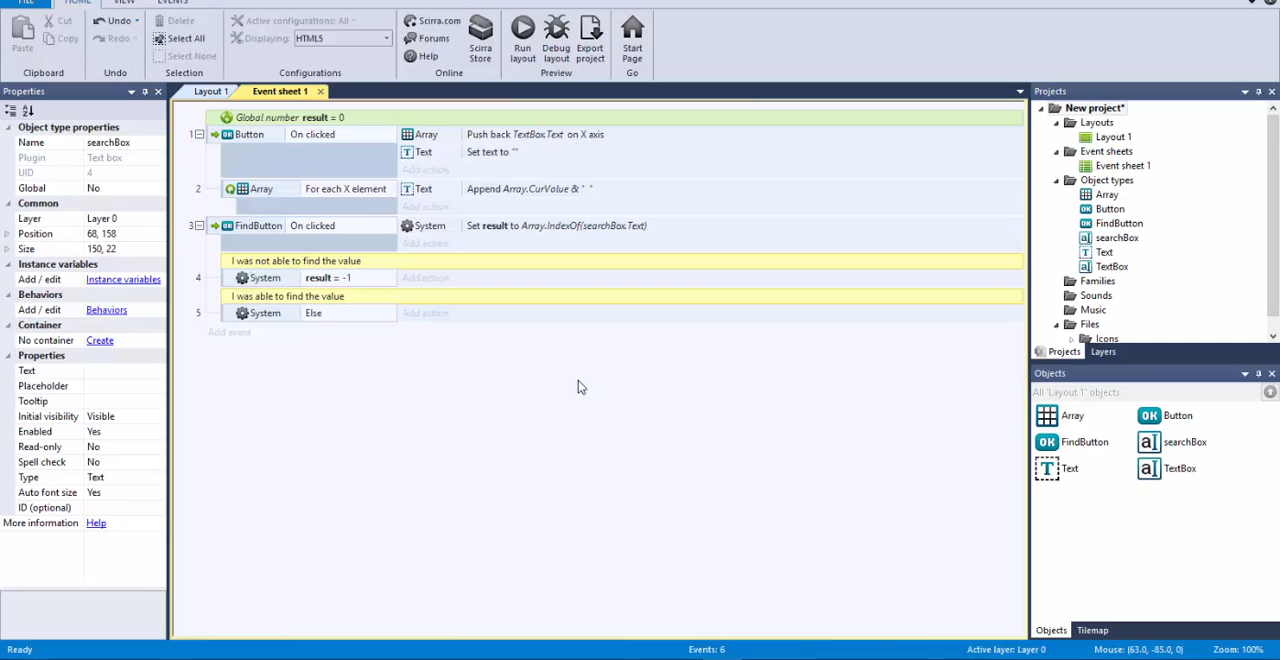 FILE HOME VIEW EVENTS
Paste
Cut
Copy
Clipboard
Undo
Redo
Undo
Delete
Select All
Select None
Selection
Active configurations: All
Displaying: HTML5
Configurations
Scirra.com
Forums
Help
Scirra Store
Online
Run layout
Debug layout
Export project
Preview
Start Page
Go
Properties
Object type properties
Name searchBox
Plugin Text box
UID 4
Global No
Common
Layer Layer 0
Position 68, 158
Size 150, 22
Instance variables
Add / edit Instance variables
Behaviors
Add / edit Behaviors
Container
No container Create
Properties
Text
Placeholder
Tooltip
Initial visibility Visible
Enabled Yes
Read-only No
Spell check No
Type Text
Auto font size Yes
ID (optional)
More information Help
Layout 1 Event sheet 1
Global number result = 0
1 Button On clicked Array Push back TextBox.Text on X axis
Text Set text to ""
Add action
2 Array For each X element Text Append Array.CurValue & " "
Add action
3 FindButton On clicked System Set result to Array.IndexOf(searchBox.Text)
Add action
I was not able to find the value
4 System result = -1 Add action
I was able to find the value
5 System Else Add action
Add event
Projects
New project*
Layouts
Layout 1
Event sheets
Event sheet 1
Object types
Array
Button
FindButton
searchBox
Text
TextBox
Families
Sounds
Music
Files
Icons
Projects Layers
Objects
All 'Layout 1' objects
Array Button
FindButton searchBox
Text TextBox
Objects Tilemap
Ready Events: 6 Active layer: Layer 0 Mouse: (63.0, -85.0, 0) Zoom: 100%